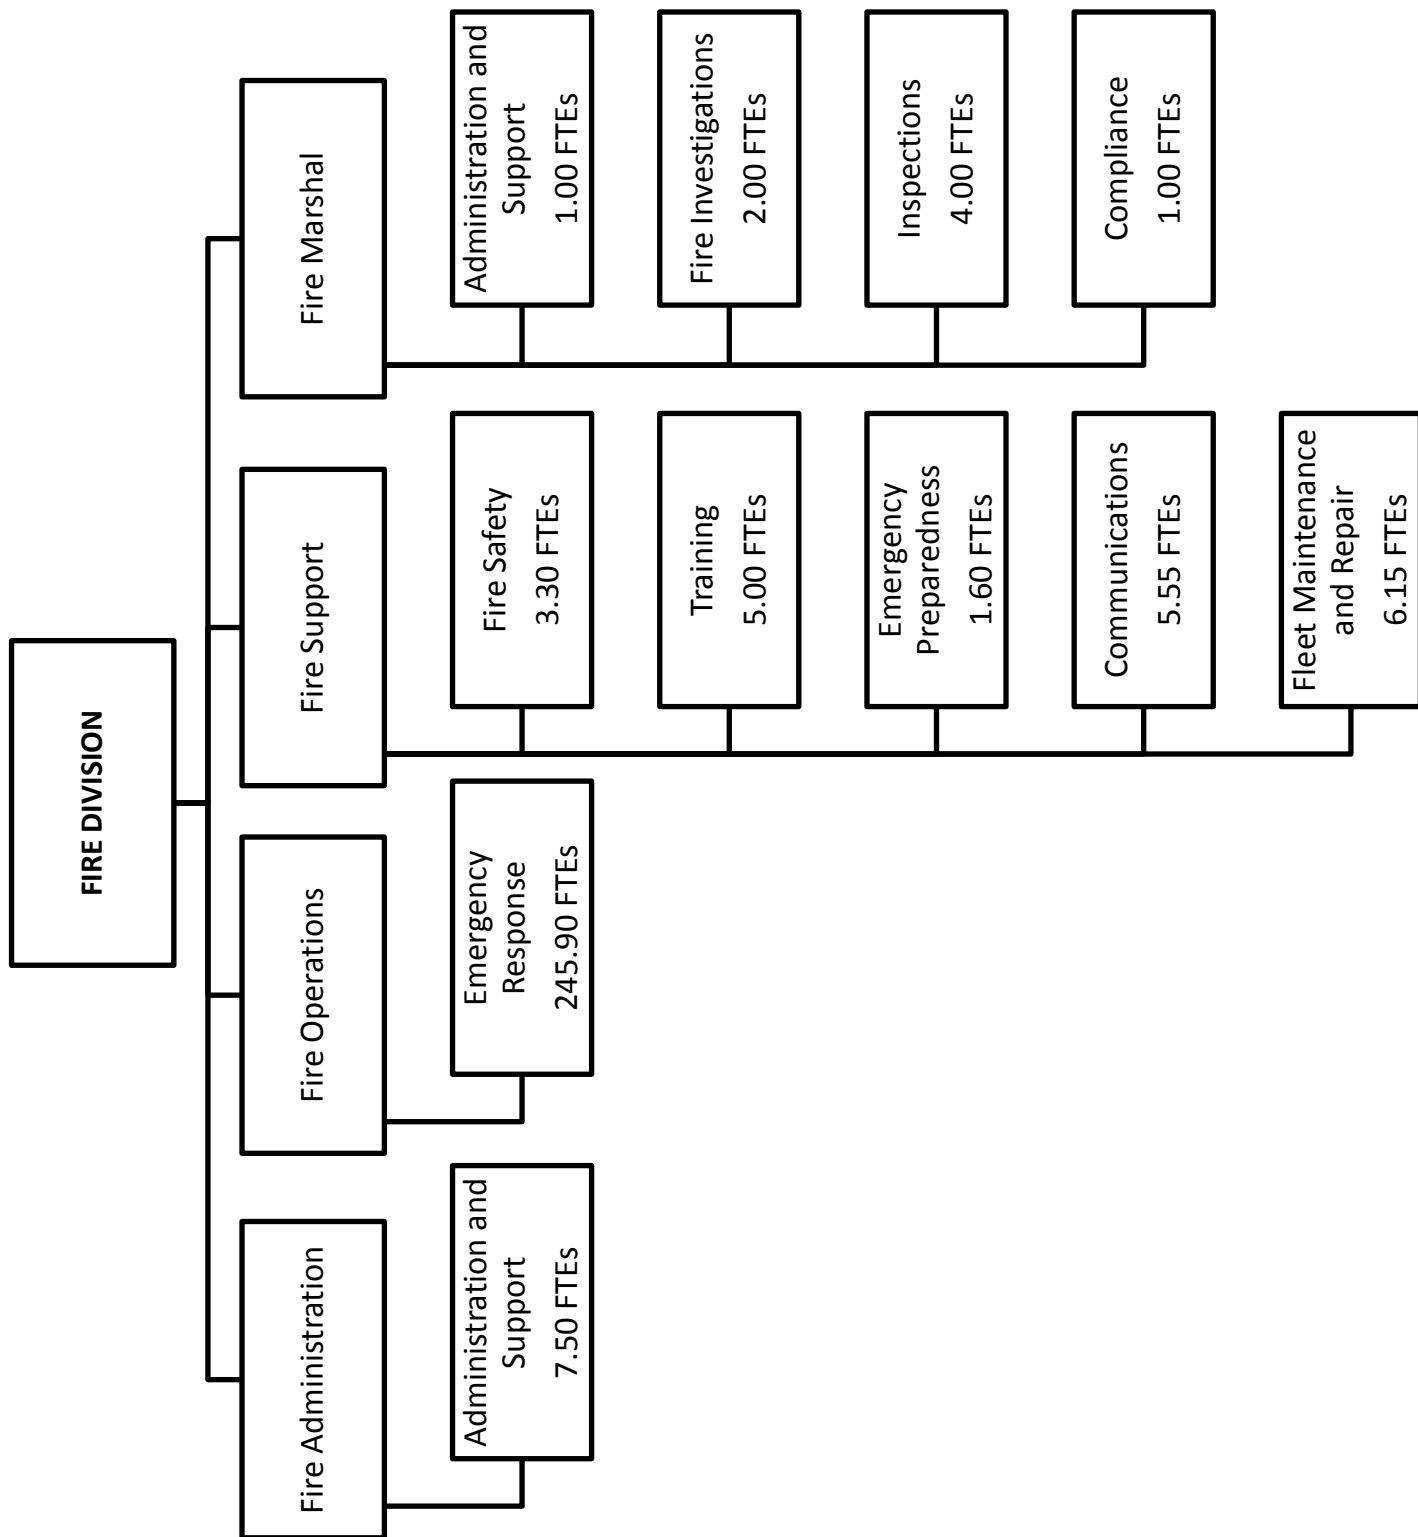 FIRE DIVISION
Fire Administration
Administration and
Support
7.50 FTEs
Fire Operations
Emergency
Response
245.90 FTEs
Fire Support
Fire Safety
3.30 FTEs
Training
5.00 FTEs
Emergency
Preparedness
1.60 FTEs
Communications
5.55 FTEs
Fleet Maintenance
and Repair
6.15 FTEs
Fire Marshal
Administration and
Support
1.00 FTEs
Fire Investigations
2.00 FTEs
Inspections
4.00 FTEs
Compliance
1.00 FTEs